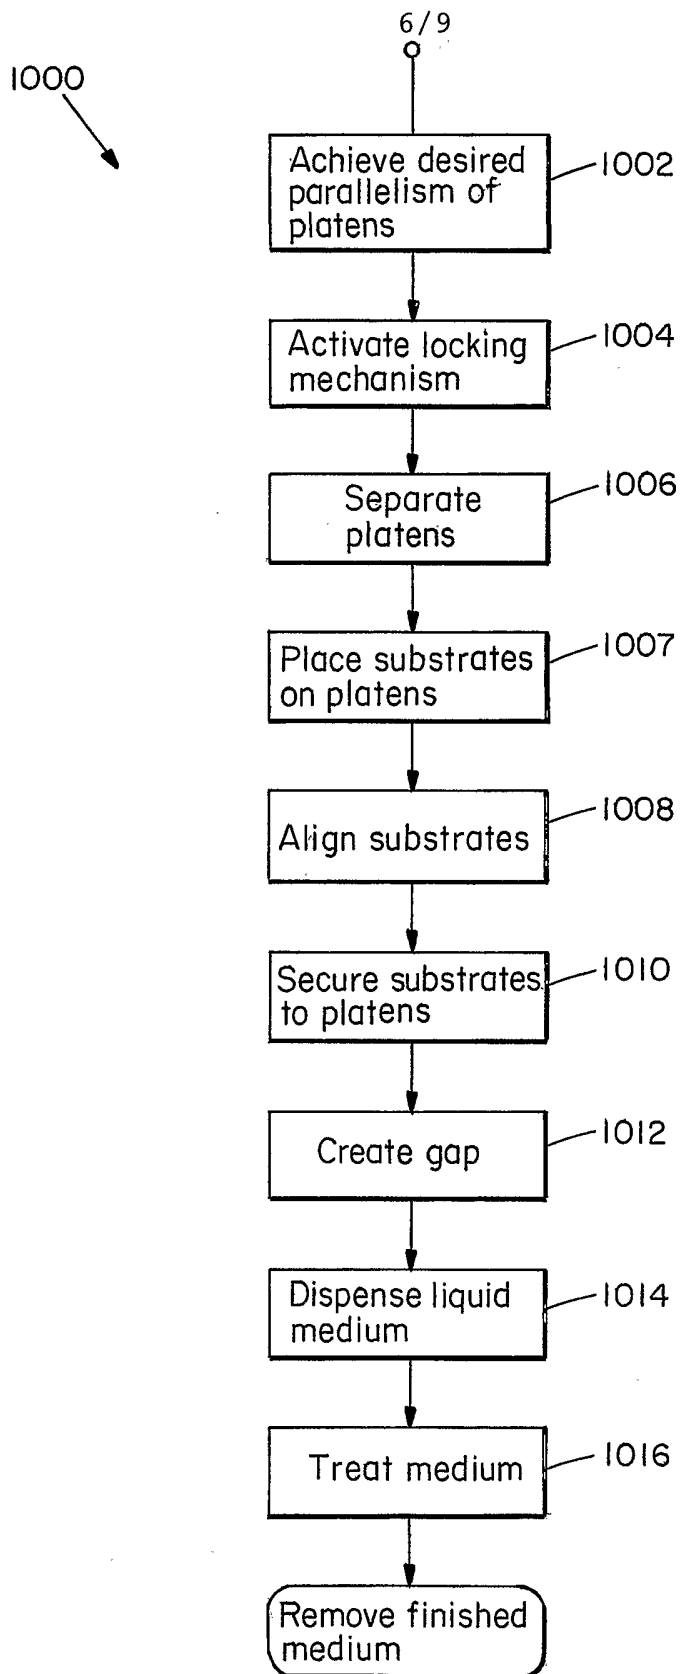 6/9
1000
Achieve desired
parallelism of
platens
1002
Activate locking
mechanism
1004
Separate
platens
1006
Place substrates
on platens
1007
Align substrates
1008
Secure substrates
to platens
1010
Create gap
1012
Dispense liquid
medium
1014
Treat medium
1016
Remove finished
medium